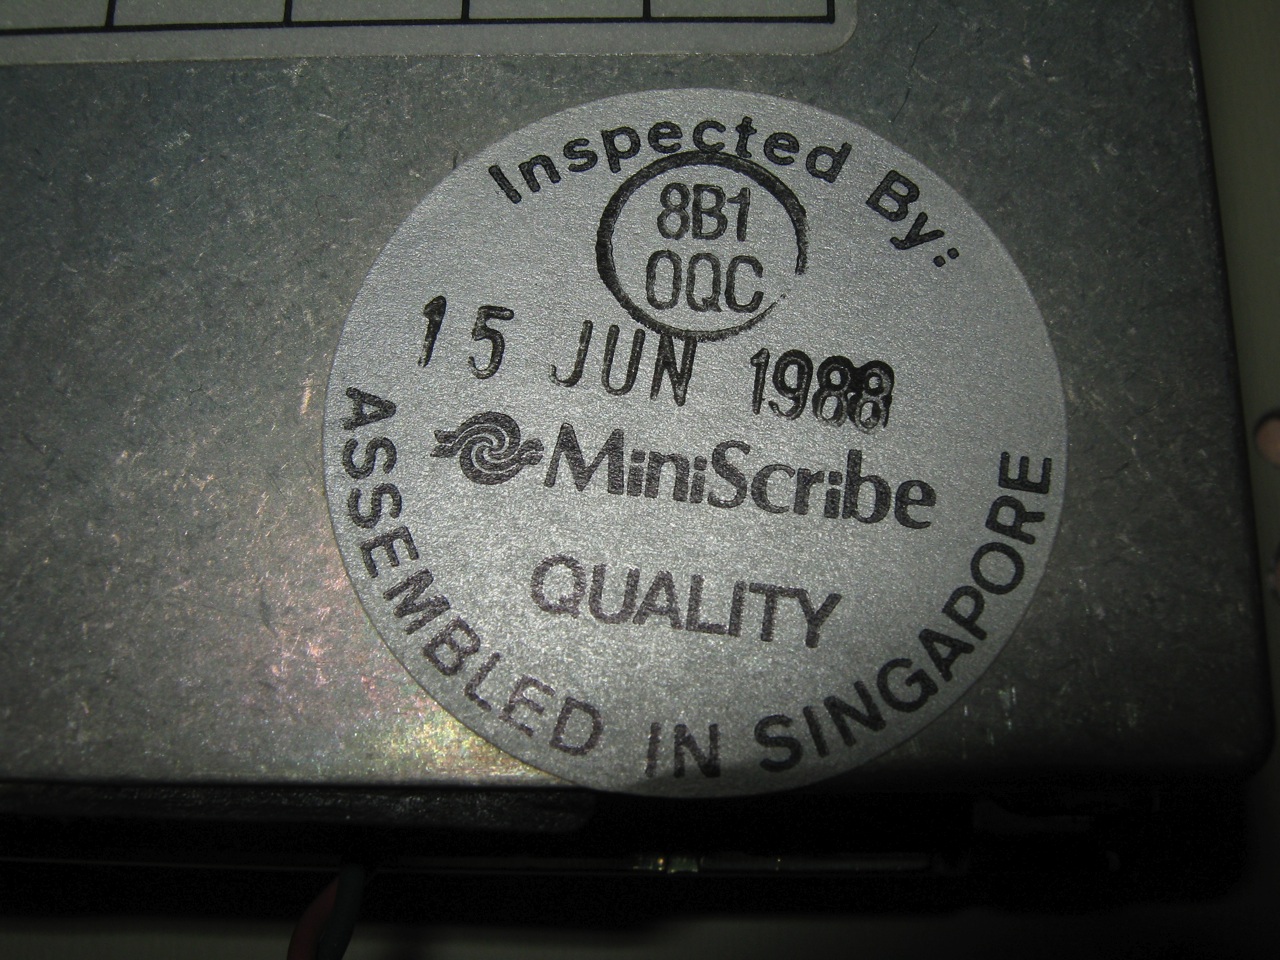 Inspected By:
8B1
OQC
15 JUN 1988
MiniScribe
QUALITY
ASSEMBLED IN SINGAPORE